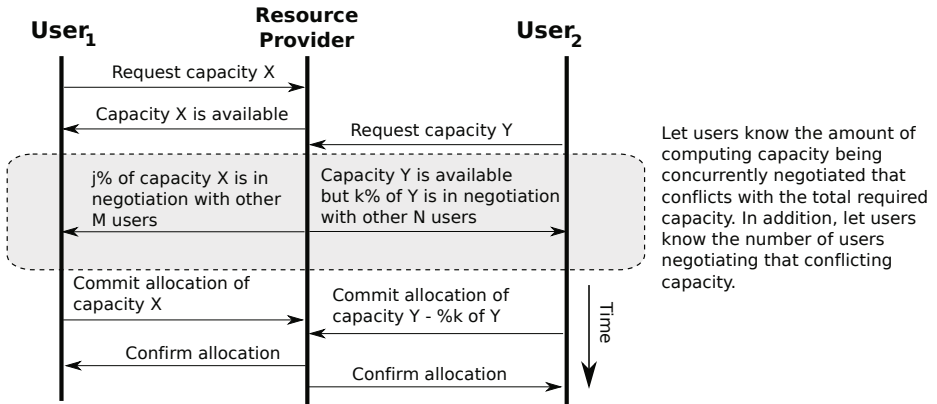 User1
Resource
Provider
User2
Request capacity X
Capacity X is available
Request capacity Y
j% of capacity X is in
negotiation with other
M users
Capacity Y is available
but k% of Y is in negotiation
with other N users
Let users know the amount of
computing capacity being
concurrently negotiated that
conflicts with the total required
capacity. In addition, let users
know the number of users
negotiating that conflicting
capacity.
Commit allocation of
capacity X
Commit allocation of
capacity Y - %k of Y
Time
Confirm allocation
Confirm allocation